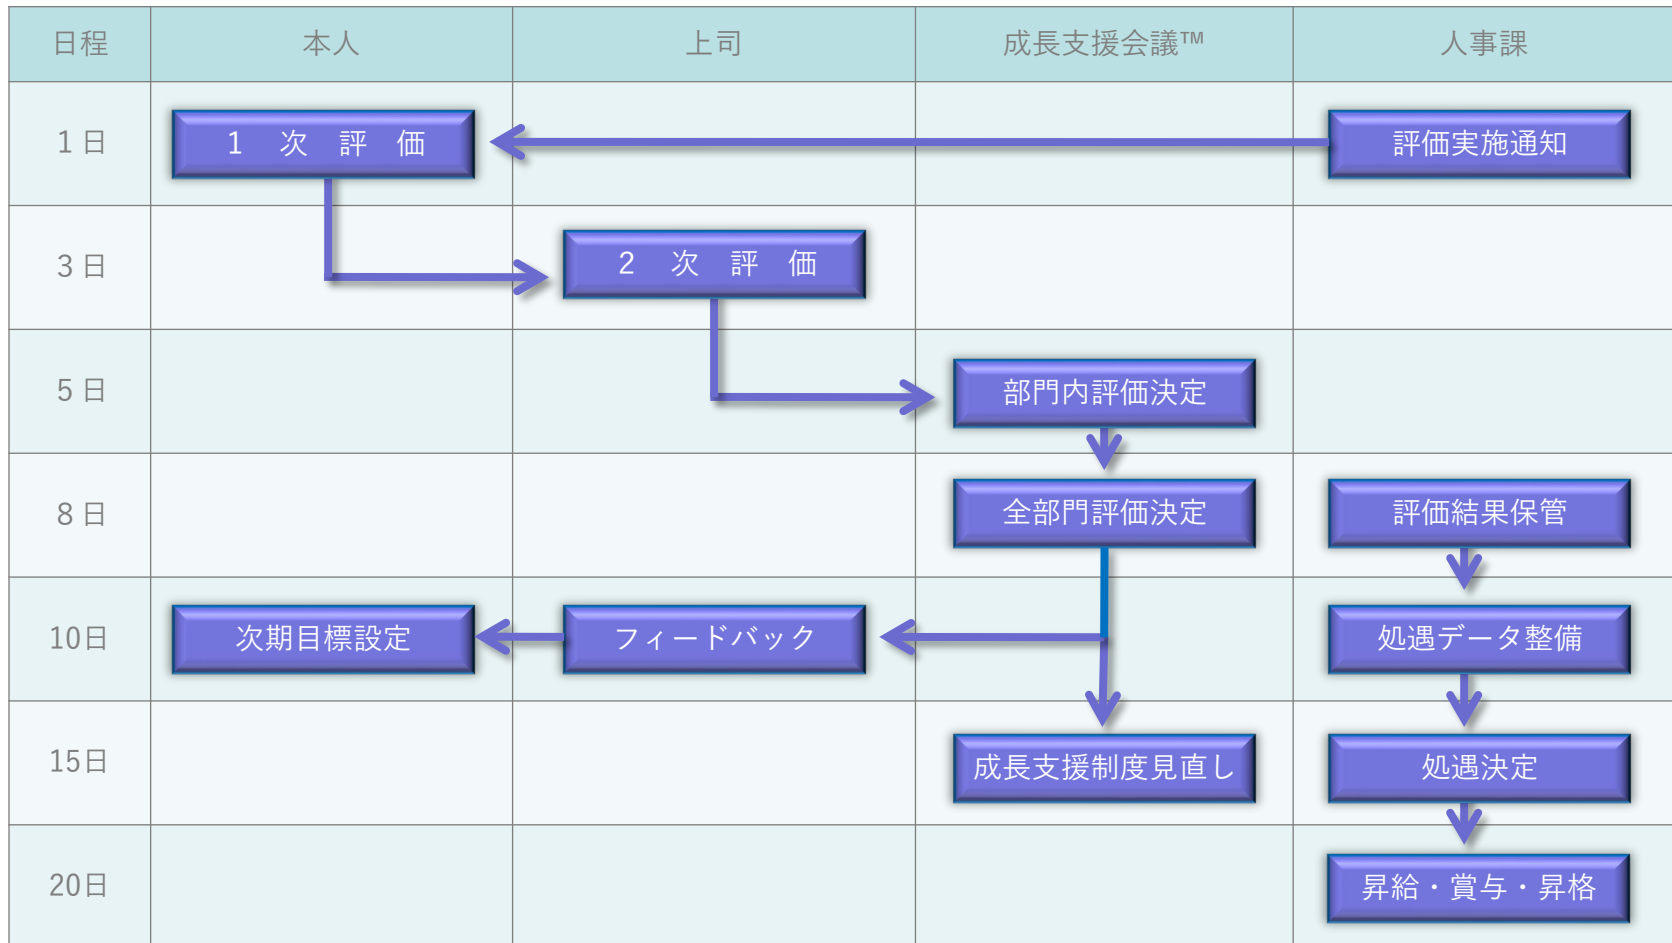 日程 本人 上司 成長支援会議™ 人事課
1日 1 次 評 価 評価実施通知
3日 2 次 評 価
5日 部門内評価決定
8日 全部門評価決定 評価結果保管
10日 次期目標設定 フィードバック 処遇データ整備
15日 成長支援制度見直し 処遇決定
20日 昇給・賞与・昇格